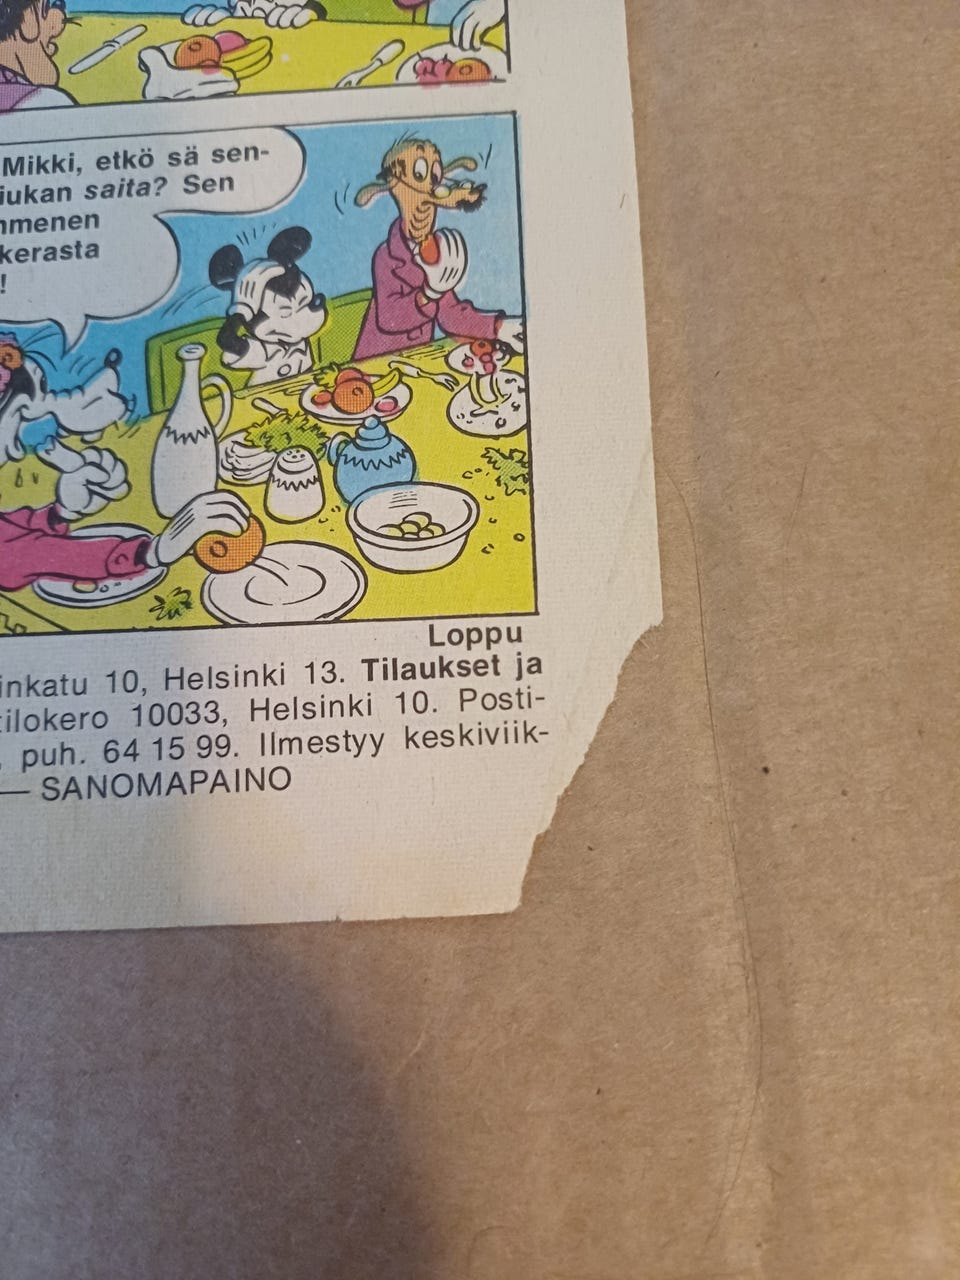 Mikki, etkö sä sen-
iukan saita? Sen
mmenen
kerasta
!
Loppu
inkatu 10, Helsinki 13. Tilaukset ja
tilokero 10033, Helsinki 10. Posti-
, puh. 64 15 99. Ilmestyy keskiviik-
— SANOMAPAINO